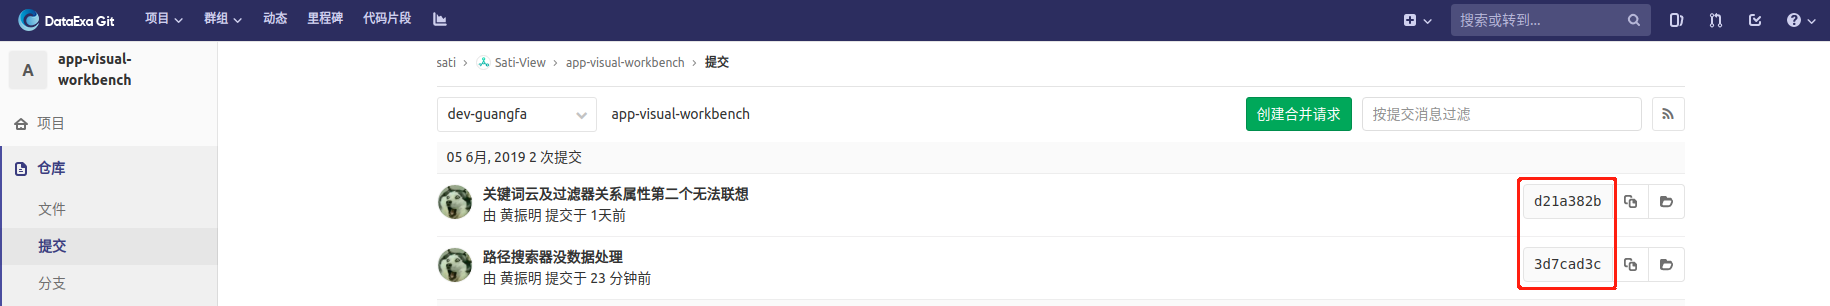 DataExa Git 项目 群组 动态 里程碑 代码片段 搜索或转到...
A app-visual-workbench
项目
仓库
文件
提交
分支
sati › Sati-View › app-visual-workbench › 提交
dev-guangfa app-visual-workbench 创建合并请求 按提交消息过滤
05 6月, 2019 2 次提交
关键词云及过滤器关系属性第二个无法联想
由 黄振明 提交于 1天前
d21a382b
路径搜索器没数据处理
由 黄振明 提交于 23 分钟前
3d7cad3c